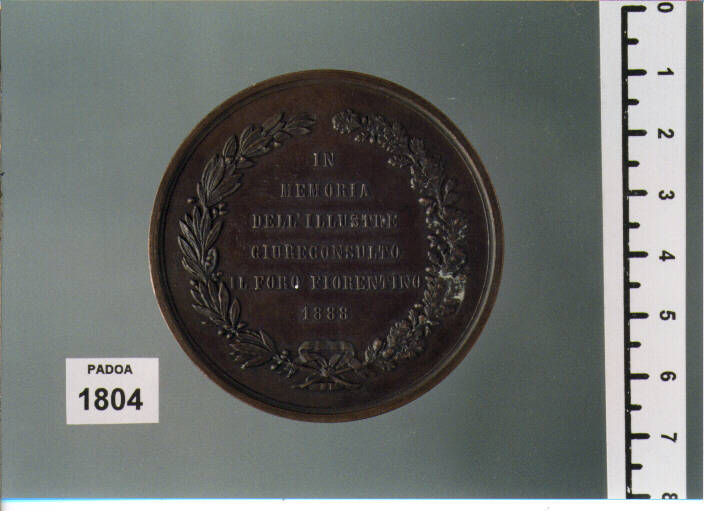 IN
MEMORIA
DELL'ILLUSTRE
GIURECONSULTO
IL FORO FIORENTINO
1888
PADOA
1804
0
1
2
3
4
5
6
7
8